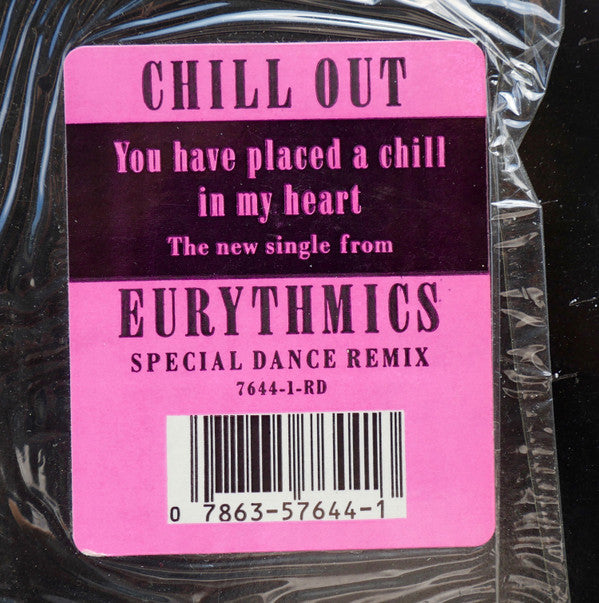 CHILL OUT
You have placed a chill
in my heart
The new single from
EURYTHMICS
SPECIAL DANCE REMIX
7644-1-RD
0 7863-57644-1